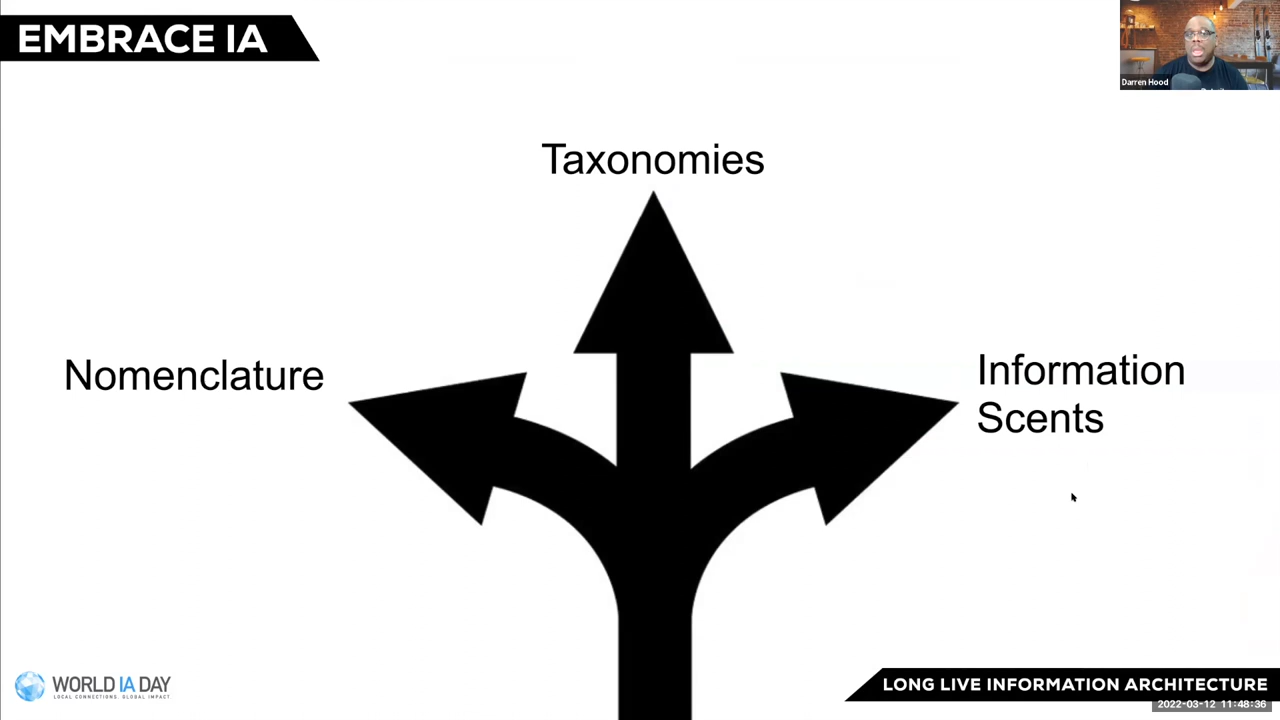 EMBRACE IA
Darren Hood
Taxonomies
Nomenclature
Information
Scents
WORLD IA DAY
LOCAL CONNECTIONS. GLOBAL IMPACT.
LONG LIVE INFORMATION ARCHITECTURE
2022-03-12 11:48:36